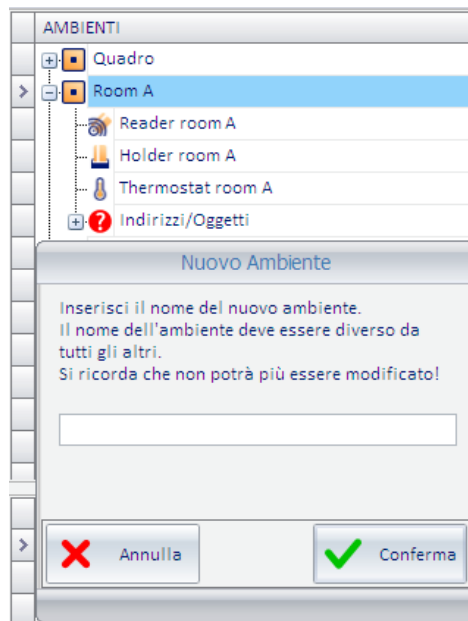 AMBIENTI
Quadro
Room A
Reader room A
Holder room A
Thermostat room A
Indirizzi/Oggetti
Nuovo Ambiente
Inserisci il nome del nuovo ambiente.
Il nome dell'ambiente deve essere diverso da
tutti gli altri.
Si ricorda che non potrà più essere modificato!
Annulla
Conferma